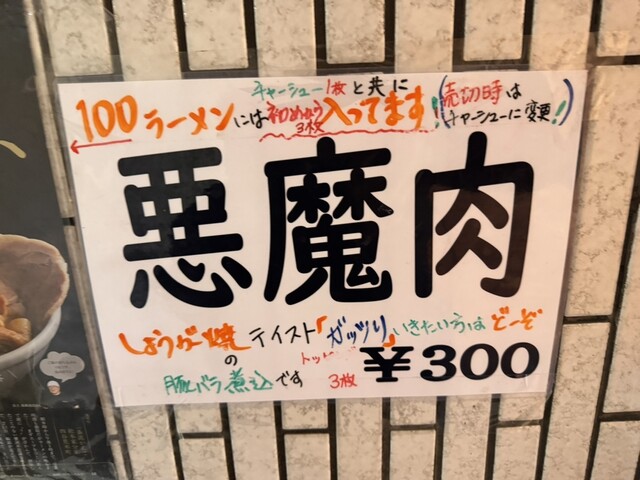 チャーシュー1枚と共に
100ラーメンには初めから3枚入ってます!(売切時はチャーシューに変更!)
悪魔肉
しょうが焼のテイスト「ガッツリ」いきたい方はどーぞ
豚バラ煮込です
トッピング
3枚
¥300